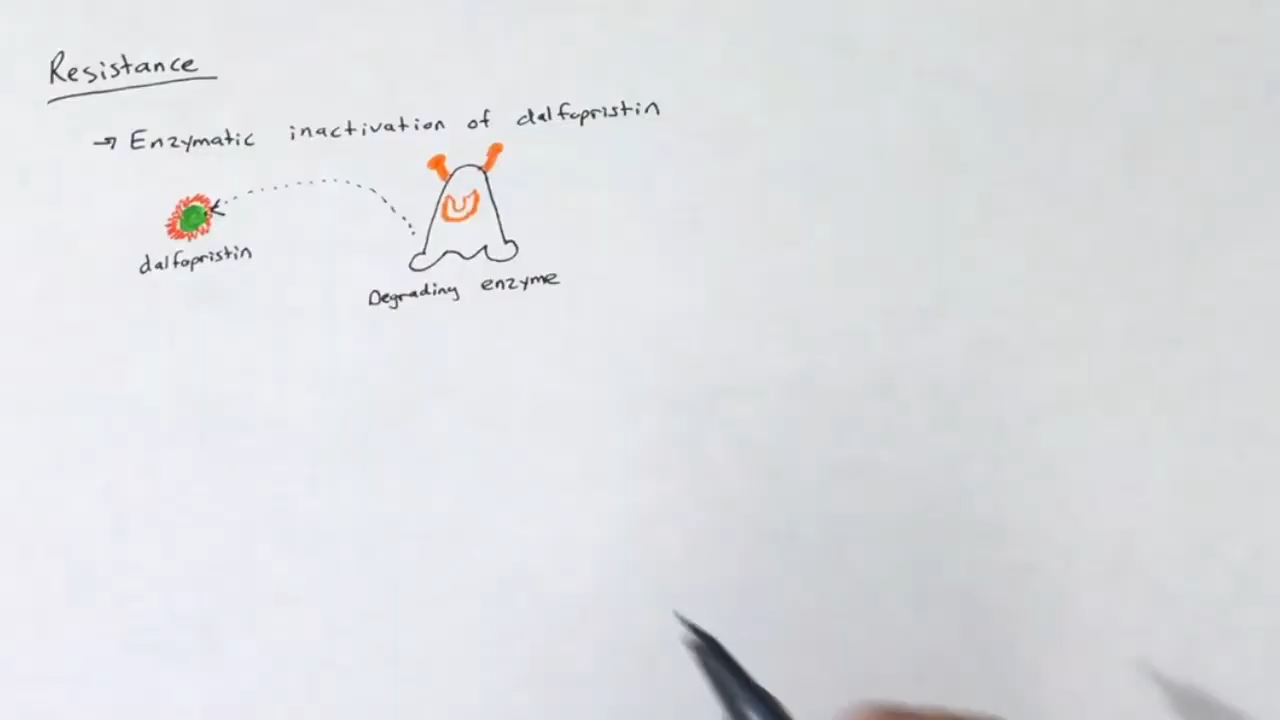 Resistance
→ Enzymatic inactivation of dalfopristin
dalfopristin
Degrading enzyme